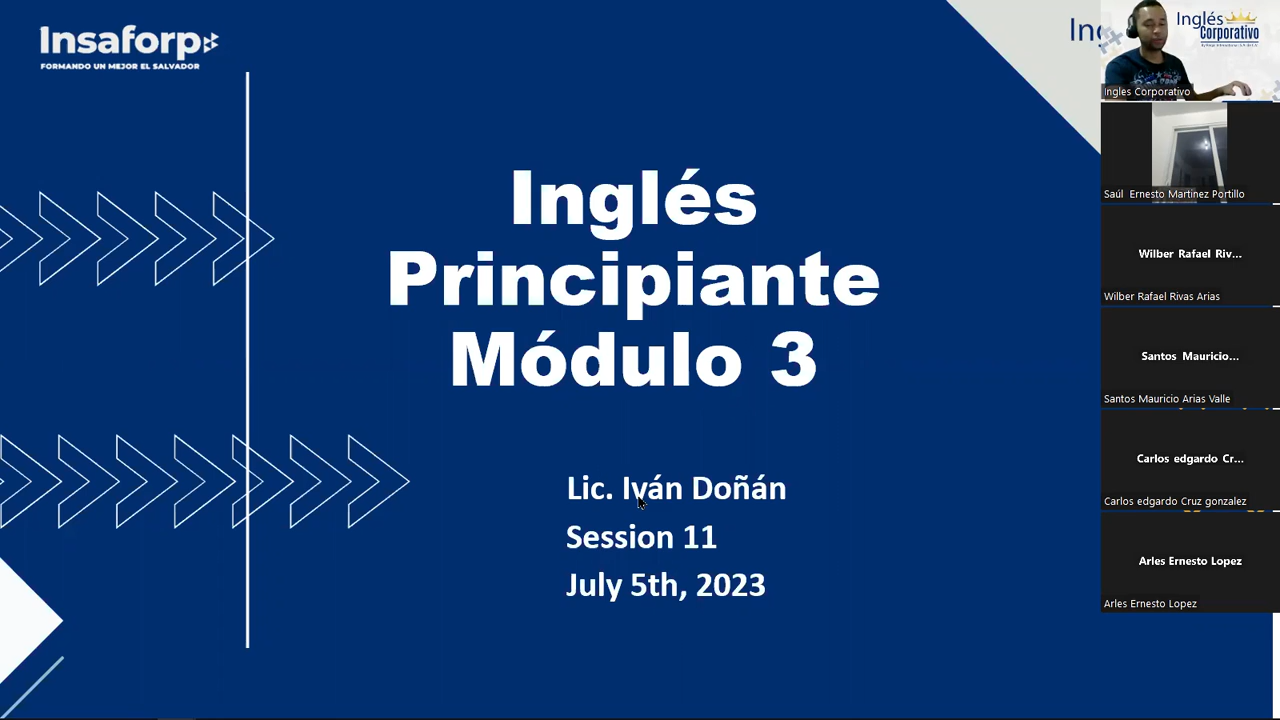 Insaforp
FORMANDO UN MEJOR EL SALVADOR
Inglés
Principiante
Módulo 3
Lic. Iván Doñán
Session 11
July 5th, 2023
Inglés
Corporativo
Ingles Corporativo
Saúl Ernesto Martinez Portillo
Wilber Rafael Riv...
Wilber Rafael Rivas Arias
Santos Mauricio...
Santos Mauricio Arias Valle
Carlos edgardo Cr...
Carlos edgardo Cruz gonzalez
Arles Ernesto Lopez
Arles Ernesto Lopez